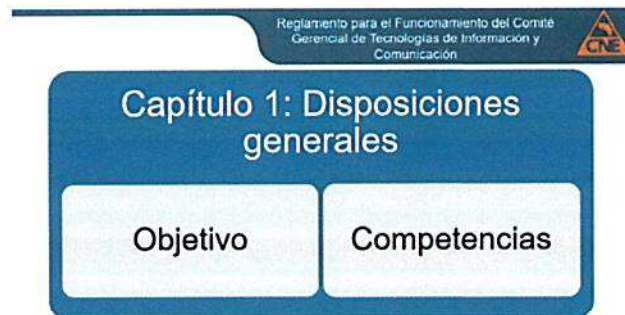 Reglamento para el Funcionamiento del Comité
Gerencial de Tecnologías de Información y
Comunicación
CNE
Capítulo 1: Disposiciones
generales
Objetivo
Competencias